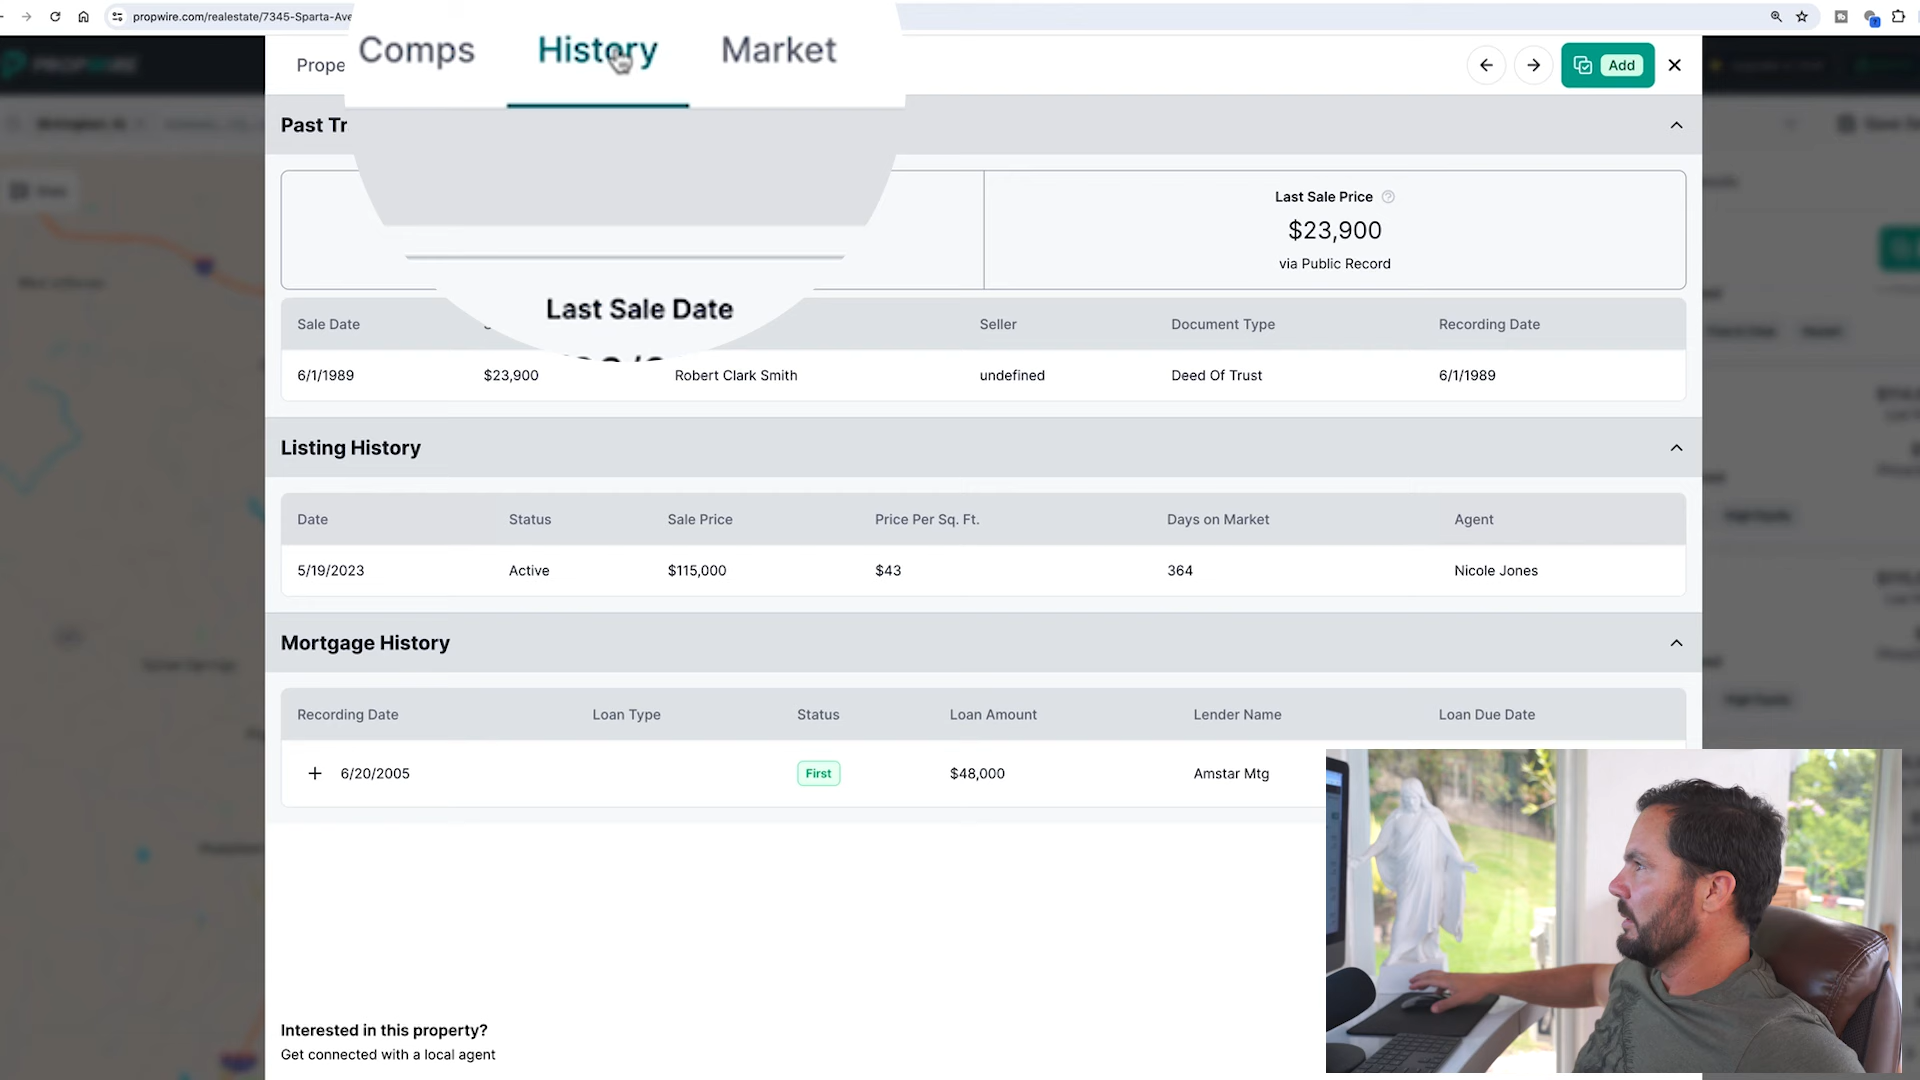 propwire.com/realestate/7345-Sparta-Ave
PROPWIRE
Prope
Comps
History
Market
Add
Past Tr
Last Sale Price
$23,900
via Public Record
Last Sale Date
Sale Date
Seller
Document Type
Recording Date
6/1/1989
$23,900
Robert Clark Smith
undefined
Deed Of Trust
6/1/1989
Listing History
Date
Status
Sale Price
Price Per Sq. Ft.
Days on Market
Agent
5/19/2023
Active
$115,000
$43
364
Nicole Jones
Mortgage History
Recording Date
Loan Type
Status
Loan Amount
Lender Name
Loan Due Date
6/20/2005
First
$48,000
Amstar Mtg
Interested in this property?
Get connected with a local agent